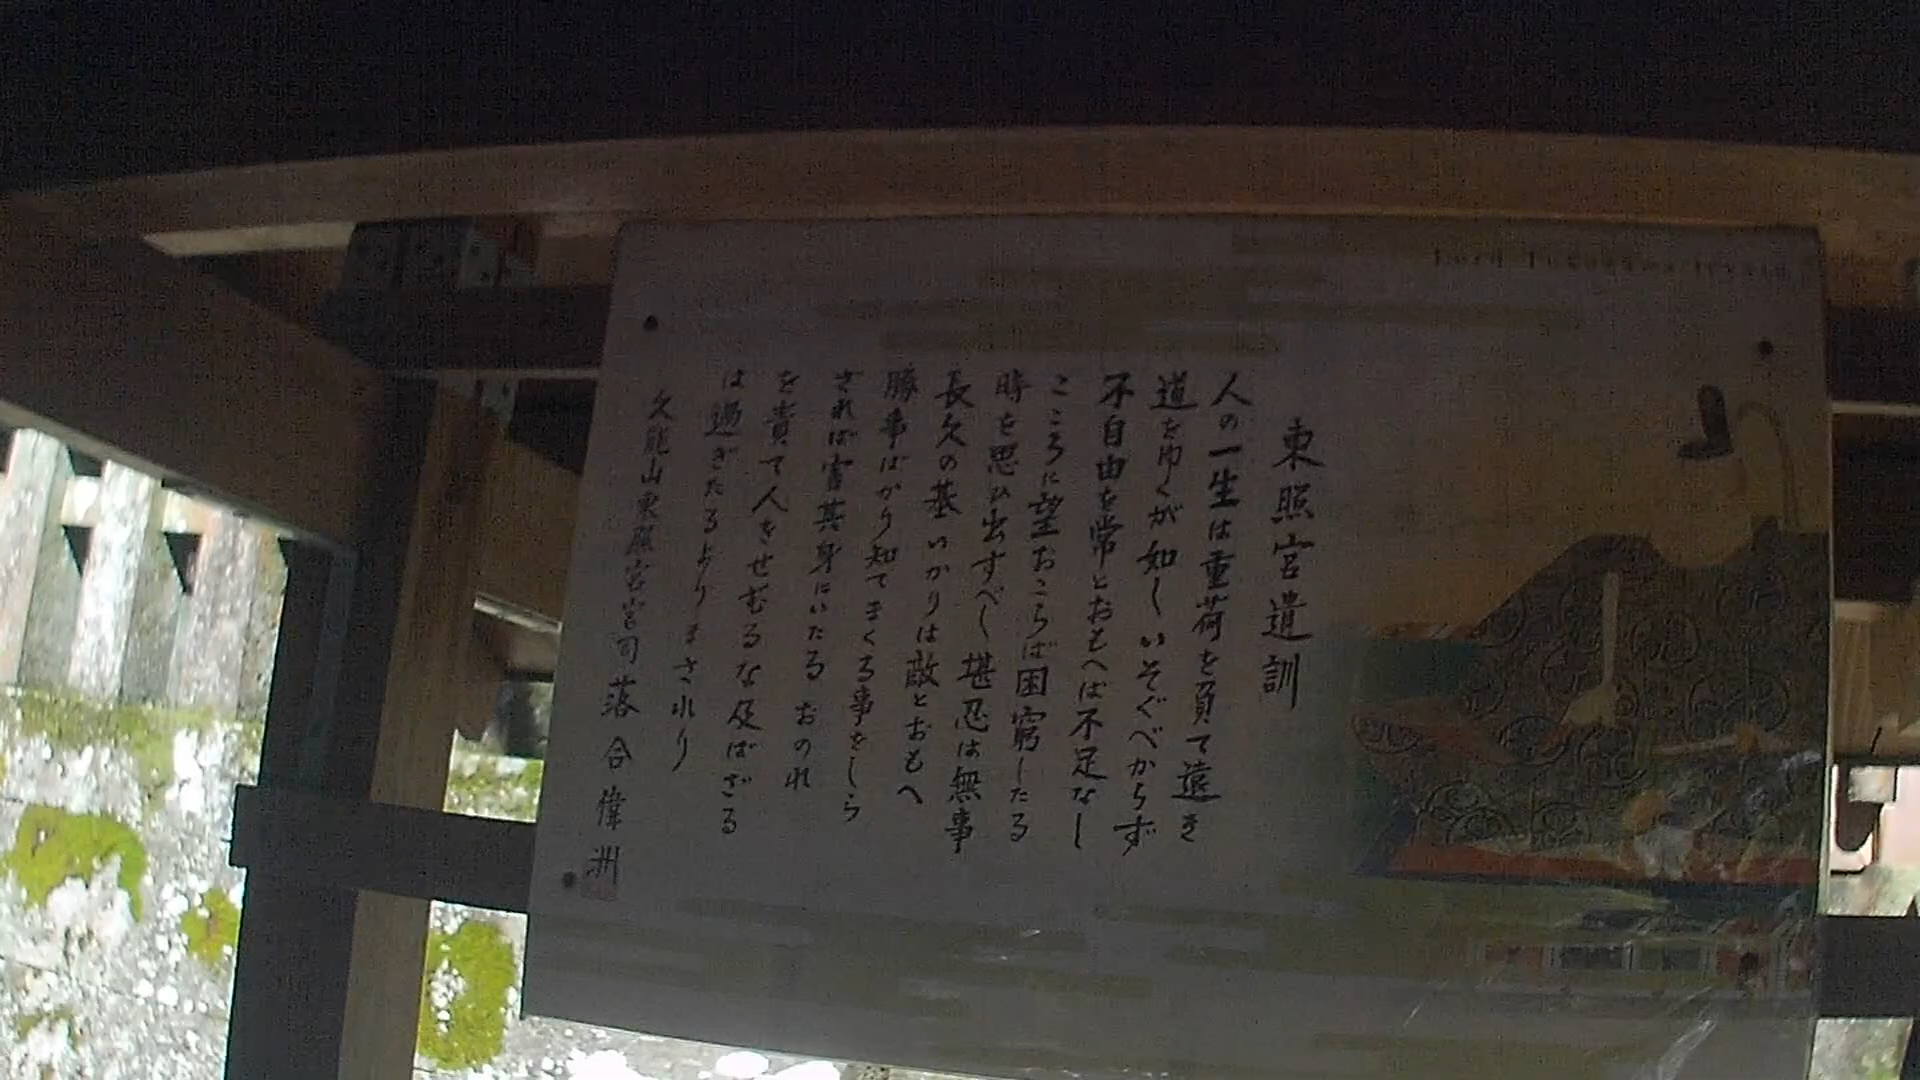 Lord Tokugawa Ieyasu
東照宮遺訓
人の一生は重荷を負て遠き
道をゆくが如し いそぐべからず
不自由を常とおもへば不足なし
こころに望おこらば困窮したる
時を思ひ出すべし 堪忍は無事
長久の基 いかりは敵とおもへ
勝事ばかり知てまくる事をしら
ざれば害其身にいたる おのれ
を責て人をせむるな 及ばざる
は過ぎたるよりまされり
久能山東照宮宮司 落合偉洲